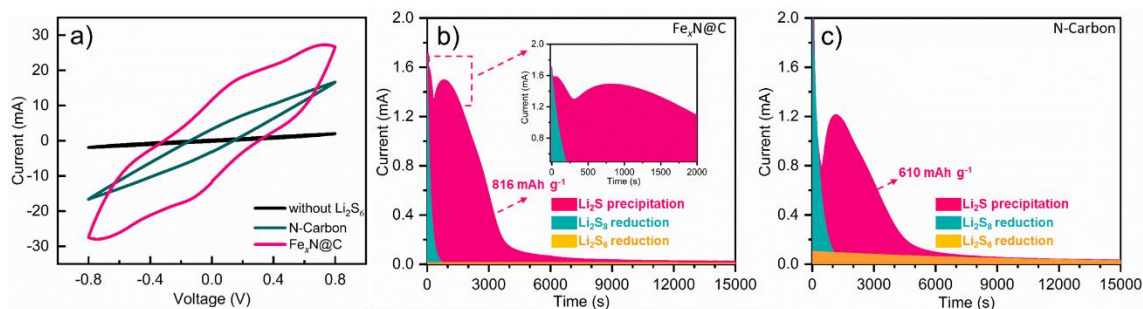 a)
Current (mA)
30
20
10
0
-10
-20
-30
-0.8
-0.4
0.0
0.4
0.8
Voltage (V)
without Li₂S₆
N-Carbon
FeₓN@C
b)
FeₓN@C
Current (mA)
2.0
1.6
1.2
0.8
0.4
0.0
0
3000
6000
9000
12000
15000
Time (s)
Current (mA)
2.0
1.6
1.2
0.8
0
500
1000
1500
2000
Time (s)
816 mAh g⁻¹
Li₂S precipitation
Li₂S₈ reduction
Li₂S₆ reduction
c)
N-Carbon
Current (mA)
2.0
1.6
1.2
0.8
0.4
0.0
0
3000
6000
9000
12000
15000
Time (s)
610 mAh g⁻¹
Li₂S precipitation
Li₂S₈ reduction
Li₂S₆ reduction